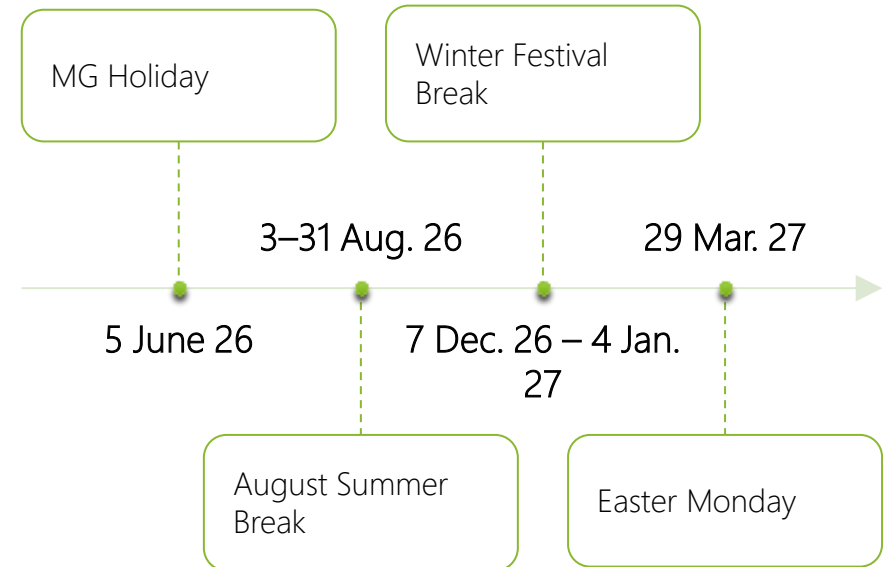 MG Holiday
Winter Festival
Break
3–31 Aug. 26
29 Mar. 27
5 June 26
7 Dec. 26 – 4 Jan.
27
August Summer
Break
Easter Monday